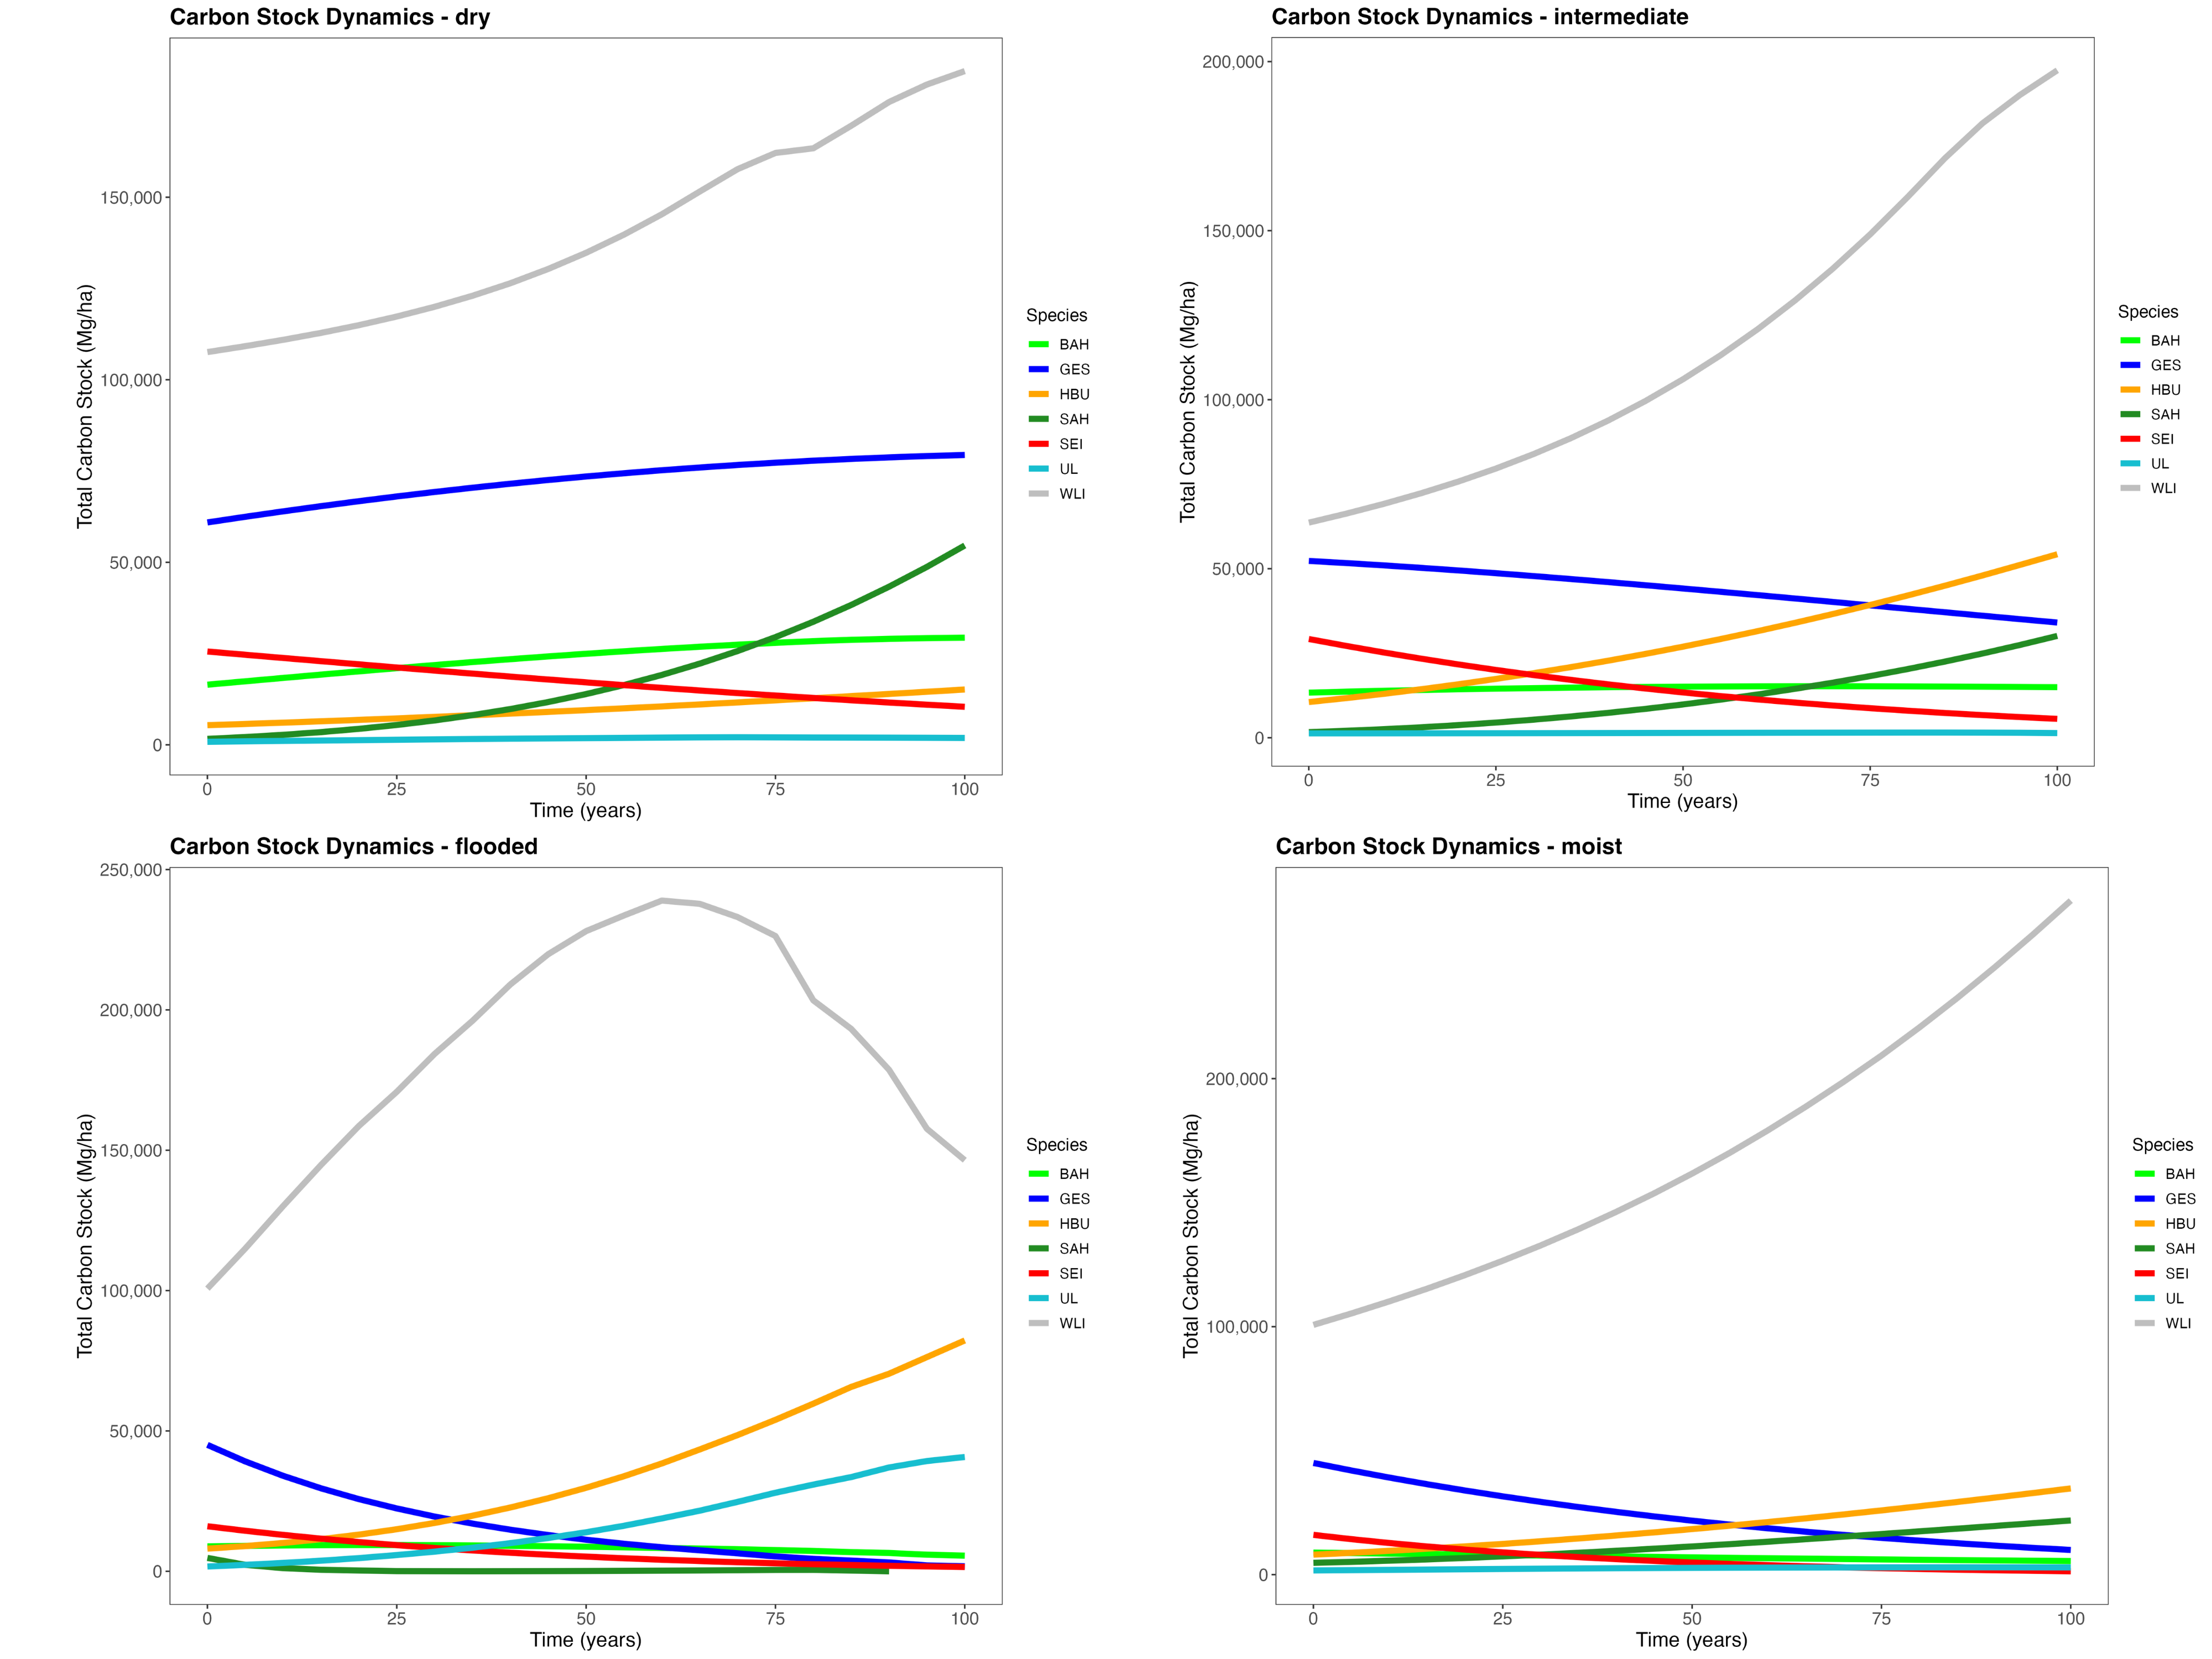 Carbon Stock Dynamics - dry
Total Carbon Stock (Mg/ha)
150,000
100,000
50,000
0
0 25 50 75 100
Time (years)
Species
BAH
GES
HBU
SAH
SEI
UL
WLI
Carbon Stock Dynamics - intermediate
Total Carbon Stock (Mg/ha)
200,000
150,000
100,000
50,000
0
0 25 50 75 100
Time (years)
Species
BAH
GES
HBU
SAH
SEI
UL
WLI
Carbon Stock Dynamics - flooded
Total Carbon Stock (Mg/ha)
250,000
200,000
150,000
100,000
50,000
0
0 25 50 75 100
Time (years)
Species
BAH
GES
HBU
SAH
SEI
UL
WLI
Carbon Stock Dynamics - moist
Total Carbon Stock (Mg/ha)
200,000
100,000
0
0 25 50 75 100
Time (years)
Species
BAH
GES
HBU
SAH
SEI
UL
WLI